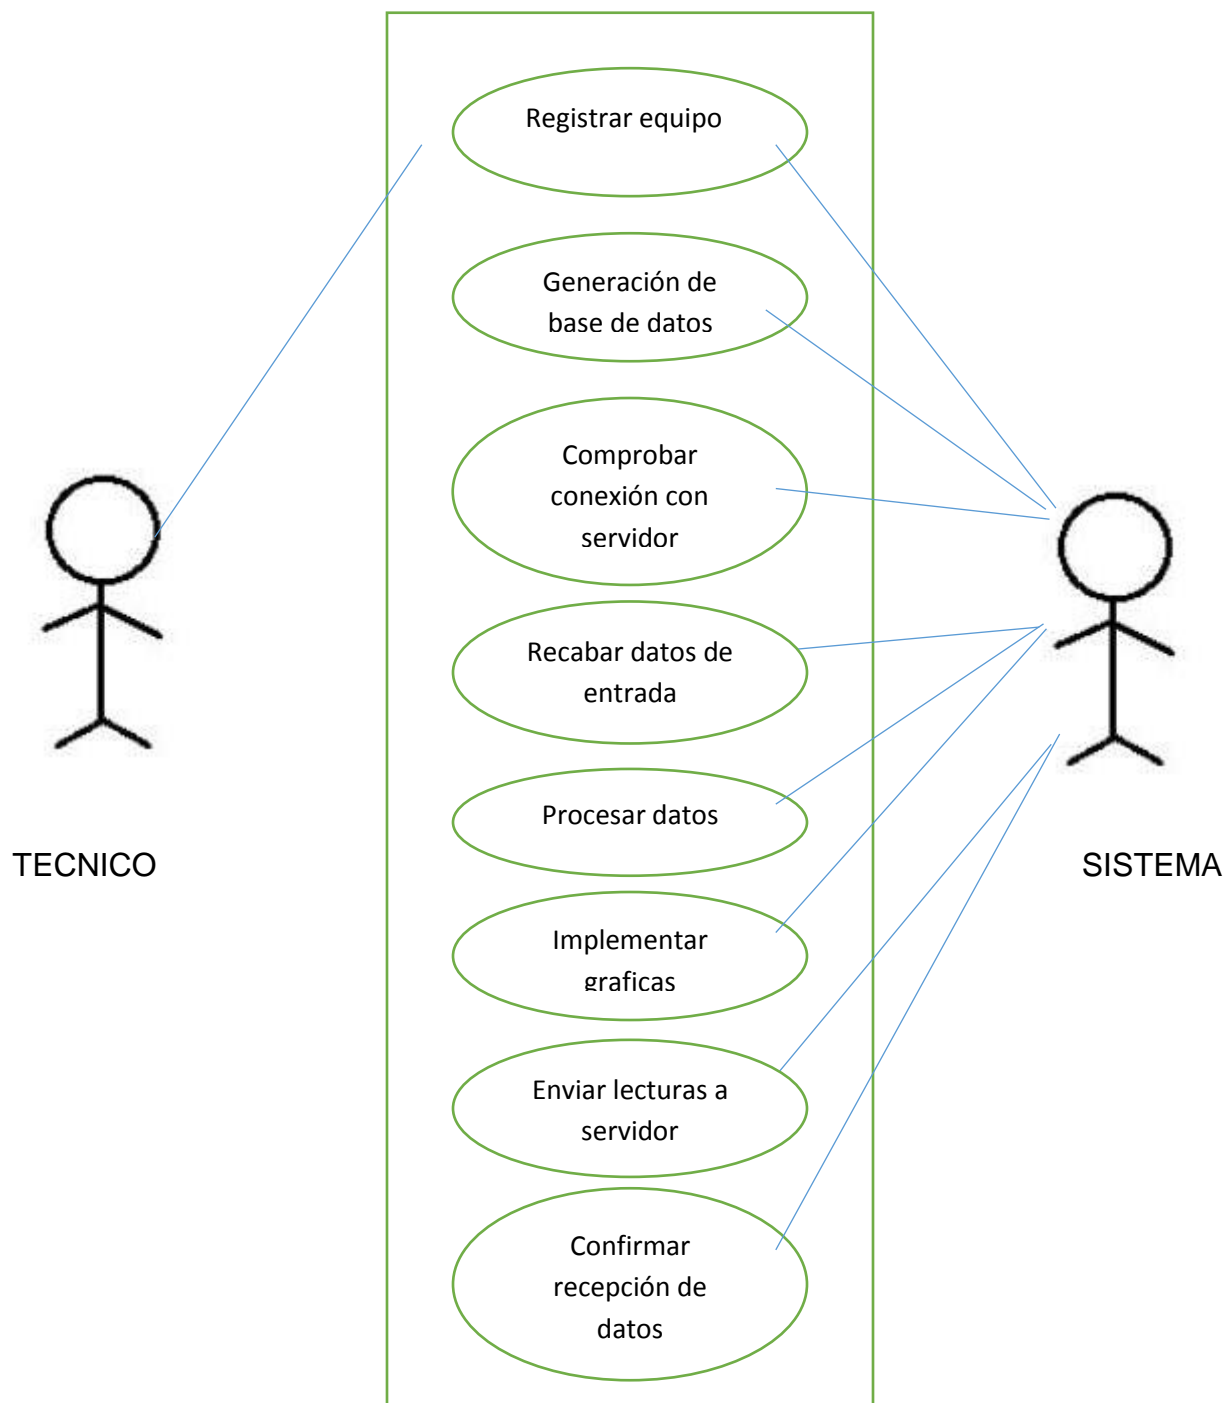 Registrar equipo
Generación de
base de datos
Comprobar
conexión con
servidor
Recabar datos de
entrada
Procesar datos
TECNICO
SISTEMA
Implementar
graficas
Enviar lecturas a
servidor
Confirmar
recepción de
datos